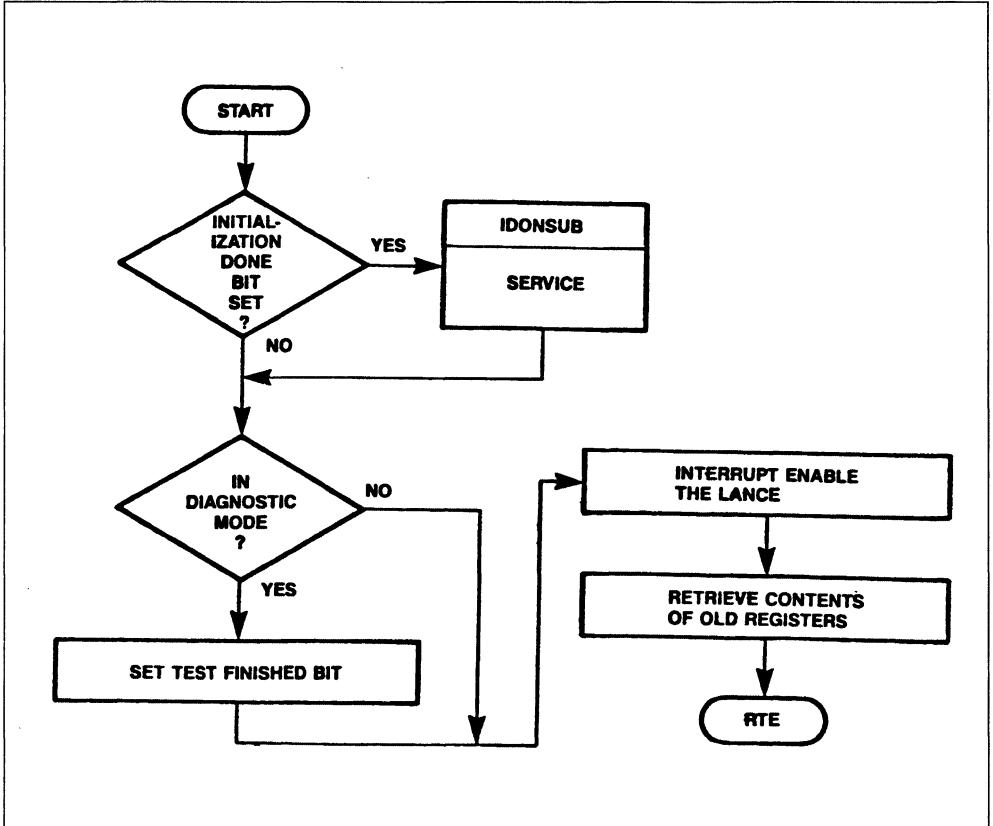 START
INITIAL-
IZATION
DONE
BIT
SET
?
YES
IDONSUB
SERVICE
NO
IN
DIAGNOSTIC
MODE
?
NO
YES
SET TEST FINISHED BIT
INTERRUPT ENABLE
THE LANCE
RETRIEVE CONTENTS
OF OLD REGISTERS
RTE